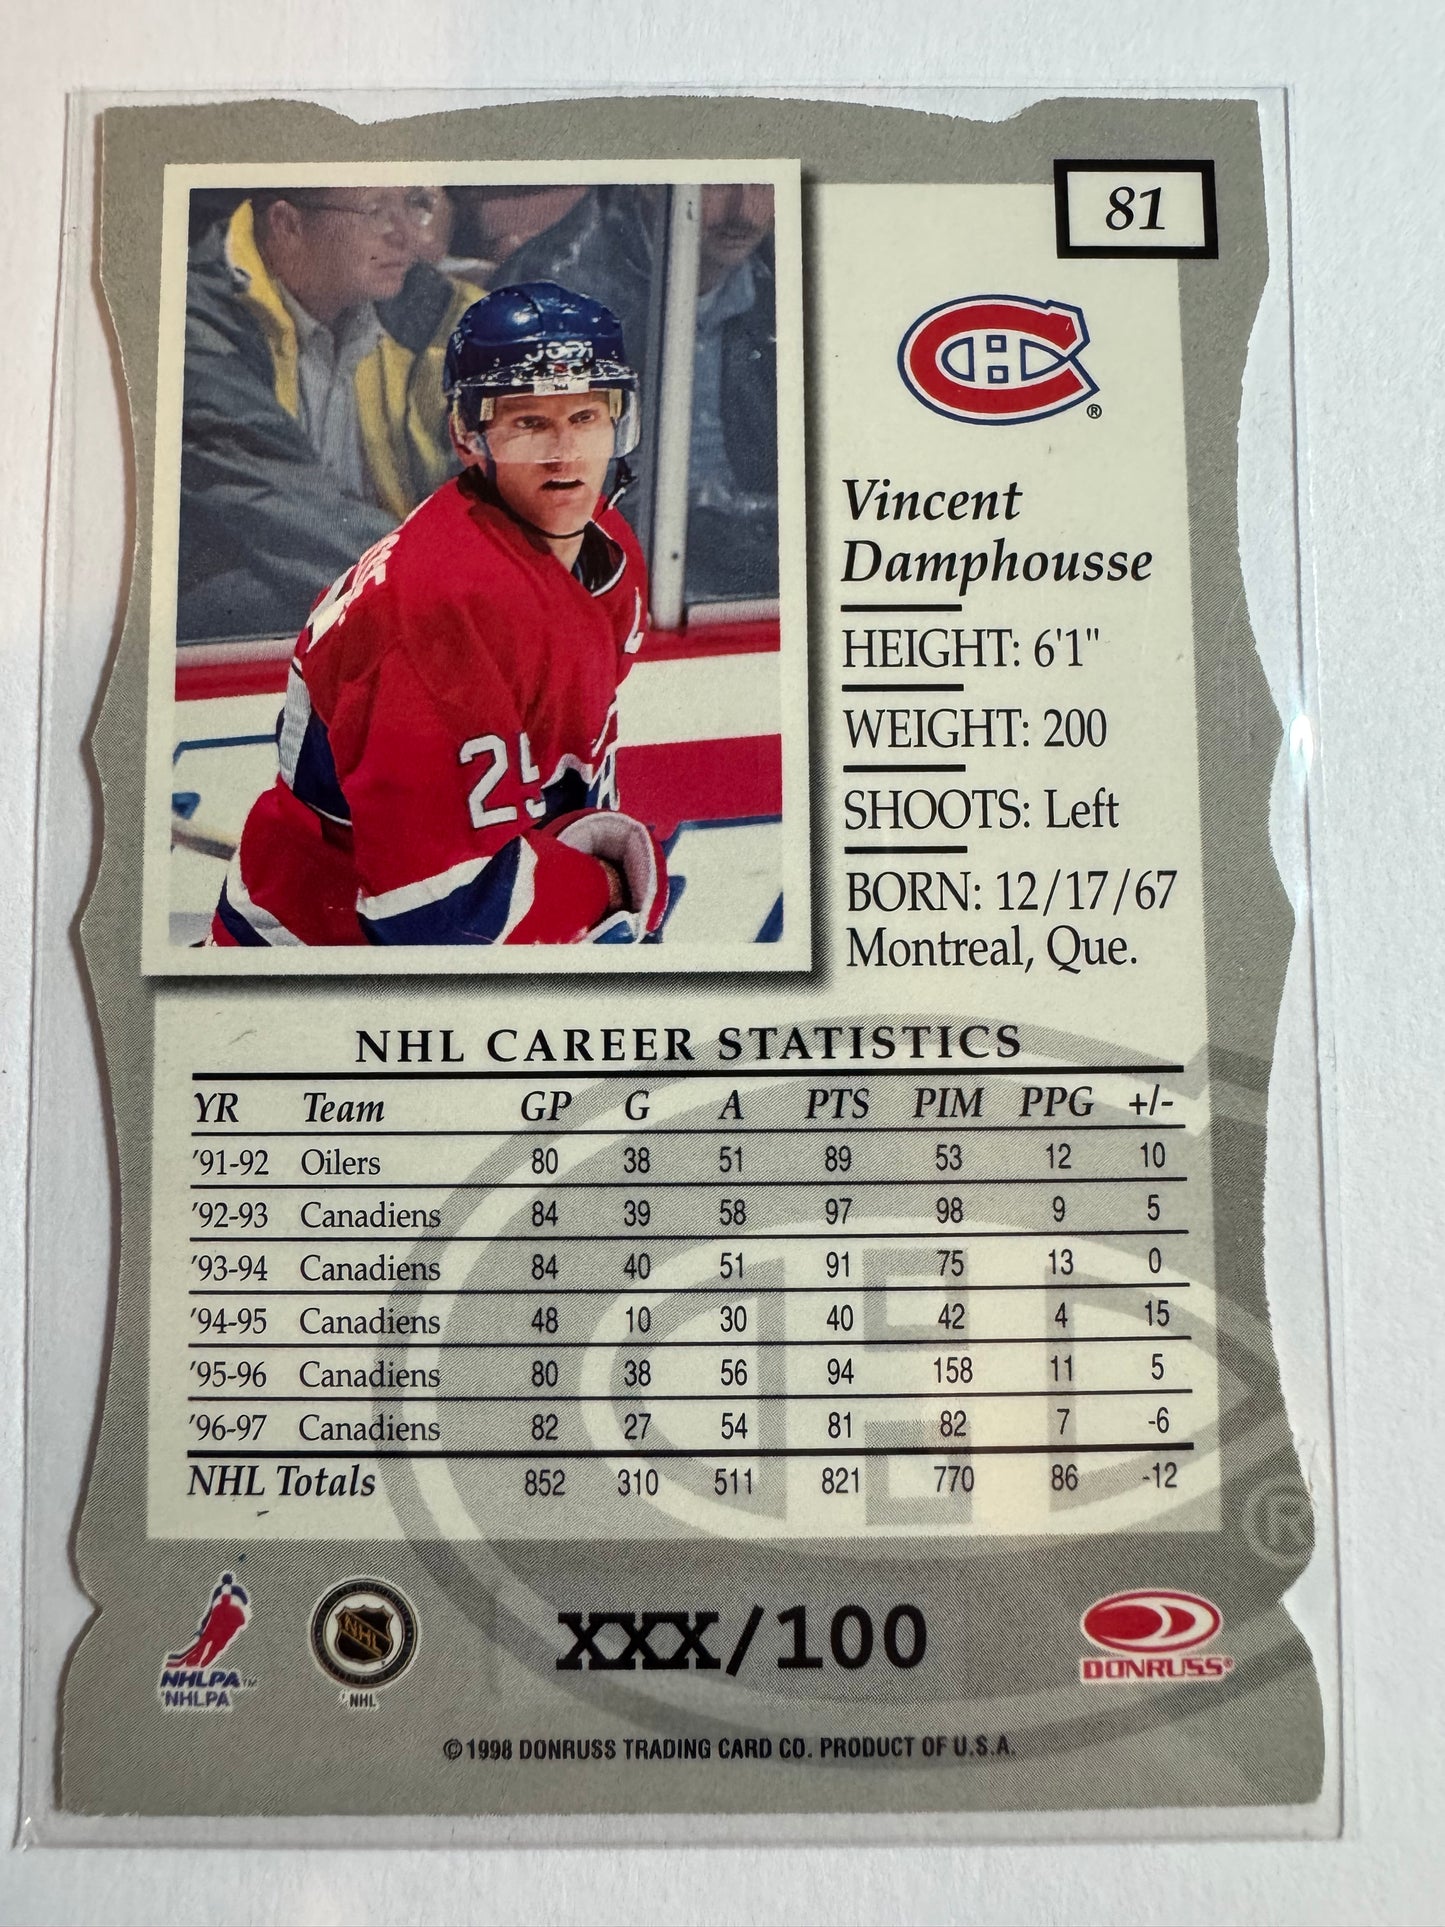 81
JOFA
25
®
Vincent
Damphousse
HEIGHT: 6'1"
WEIGHT: 200
SHOOTS: Left
BORN: 12/17/67
Montreal, Que.
NHL CAREER STATISTICS
YR Team GP G A PTS PIM PPG +/-
'91-92 Oilers 80 38 51 89 53 12 10
'92-93 Canadiens 84 39 58 97 98 9 5
'93-94 Canadiens 84 40 51 91 75 13 0
'94-95 Canadiens 48 10 30 40 42 4 15
'95-96 Canadiens 80 38 56 94 158 11 5
'96-97 Canadiens 82 27 54 81 82 7 -6
NHL Totals 852 310 511 821 770 86 -12
®
NHLPA™
NHLPA
NHL
NHL
XXX/100
DONRUSS®
©1998 DONRUSS TRADING CARD CO. PRODUCT OF U.S.A.